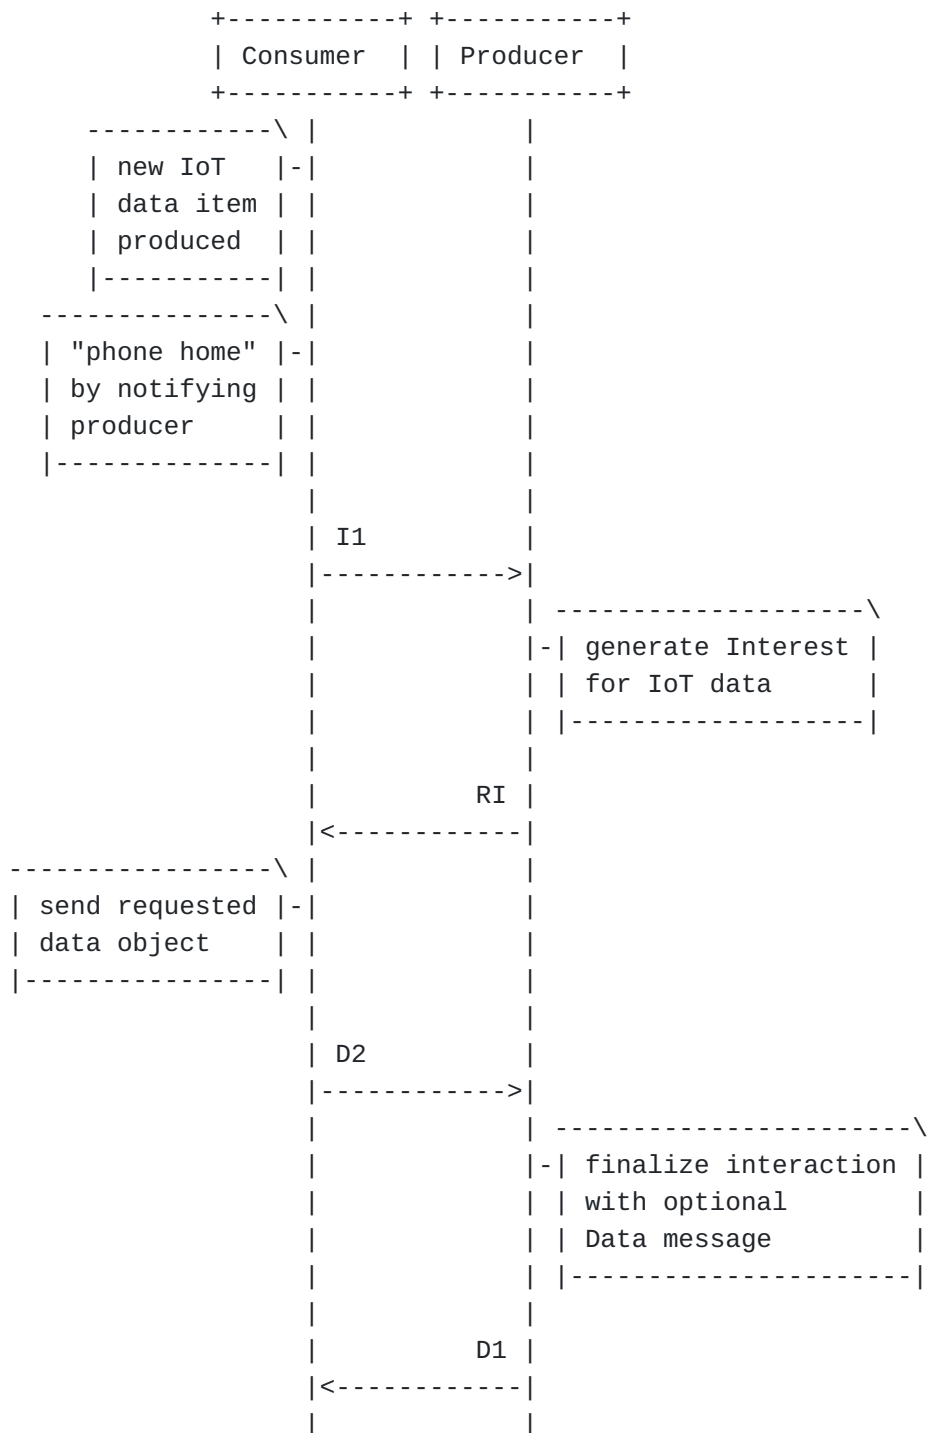 +-----------+ +-----------+
| Consumer  | | Producer  |
+-----------+ +-----------+
------------\ |             |
| new IoT   |-|             |
| data item | |             |
| produced  | |             |
|-----------| |             |
---------------\ |             |
| "phone home" |-|             |
| by notifying | |             |
| producer     | |             |
|--------------| |             |
|             |
| I1          |
|------------>|
|             | --------------------\
|             |-| generate Interest |
|             | | for IoT data      |
|             | |-------------------|
|             |
|          RI |
|<------------|
-----------------\ |             |
| send requested |-|             |
| data object    | |             |
|----------------| |             |
|             |
| D2          |
|------------>|
|             | -----------------------\
|             |-| finalize interaction |
|             | | with optional        |
|             | | Data message         |
|             | |----------------------|
|             |
|          D1 |
|<------------|
|             |